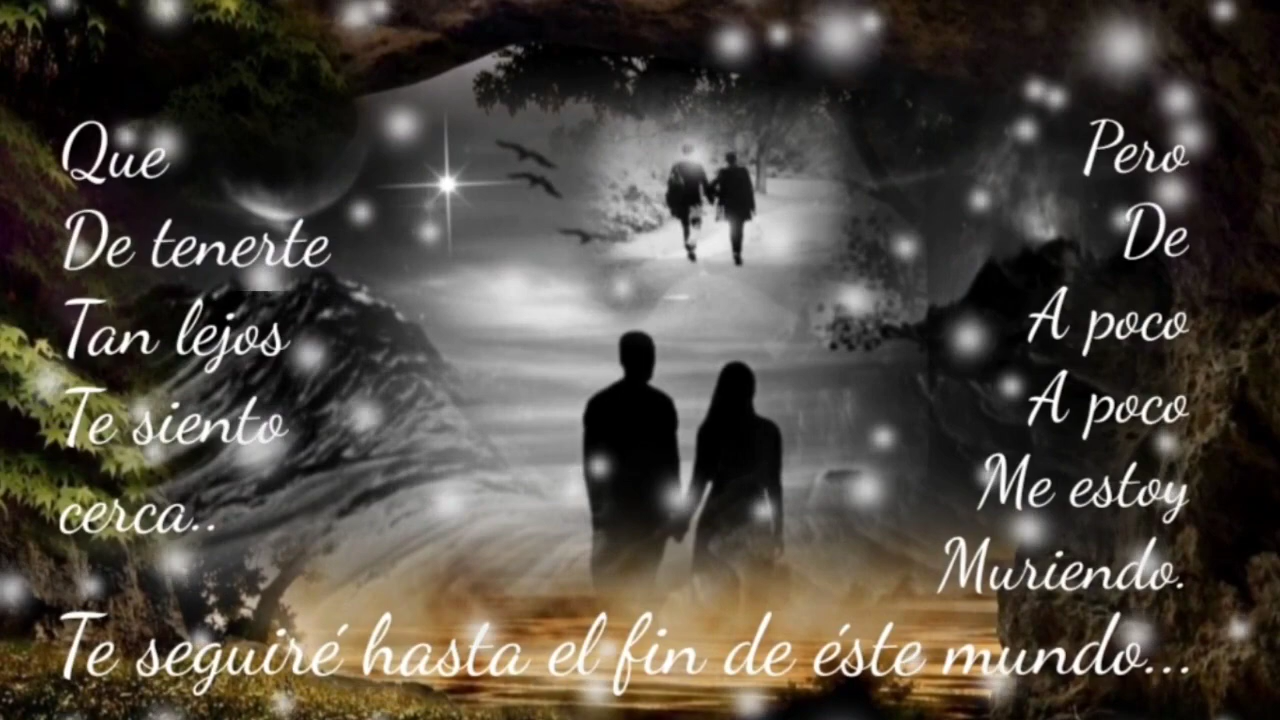 Que
De tenerte
Tan lejos
Te siento
cerca..
Pero
De
A poco
A poco
Me estoy
Muriendo.
Te seguiré hasta el fin de éste mundo...